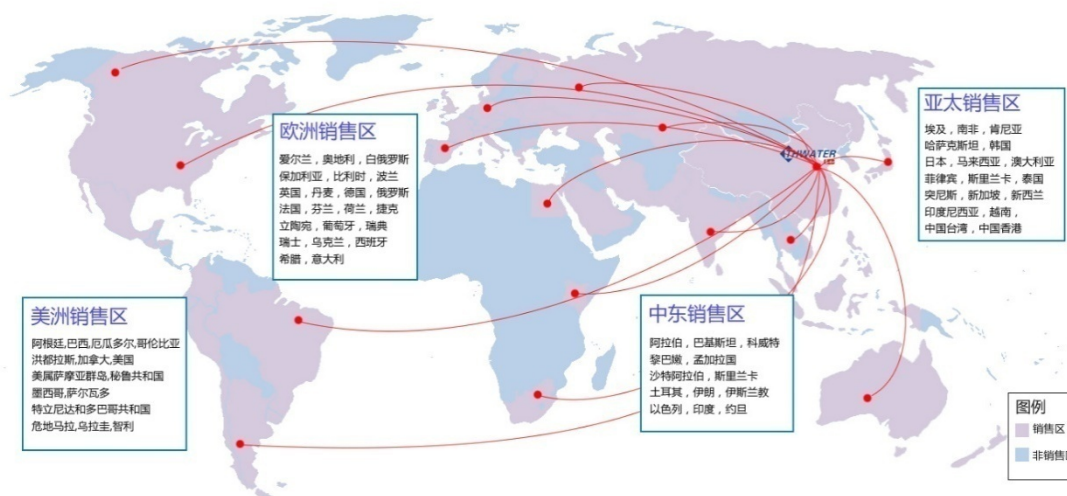 欧洲销售区
爱尔兰，奥地利，白俄罗斯
保加利亚，比利时，波兰
英国，丹麦，德国，俄罗斯
法国，芬兰，荷兰，捷克
立陶宛，葡萄牙，瑞典
瑞士，乌克兰，西班牙
希腊，意大利
HWATER
亚太销售区
埃及，南非，肯尼亚
哈萨克斯坦，韩国
日本，马来西亚，澳大利亚
菲律宾，斯里兰卡，泰国
突尼斯，新加坡，新西兰
印度尼西亚，越南，
中国台湾，中国香港
美洲销售区
阿根廷,巴西,厄瓜多尔,哥伦比亚
洪都拉斯,加拿大,美国
美属萨摩亚群岛,秘鲁共和国
墨西哥,萨尔瓦多
特立尼达和多巴哥共和国
危地马拉,乌拉圭,智利
中东销售区
阿拉伯，巴基斯坦，科威特
黎巴嫩，孟加拉国
沙特阿拉伯，斯里兰卡
土耳其，伊朗，伊斯兰教
以色列，印度，约旦
图例
销售区
非销售